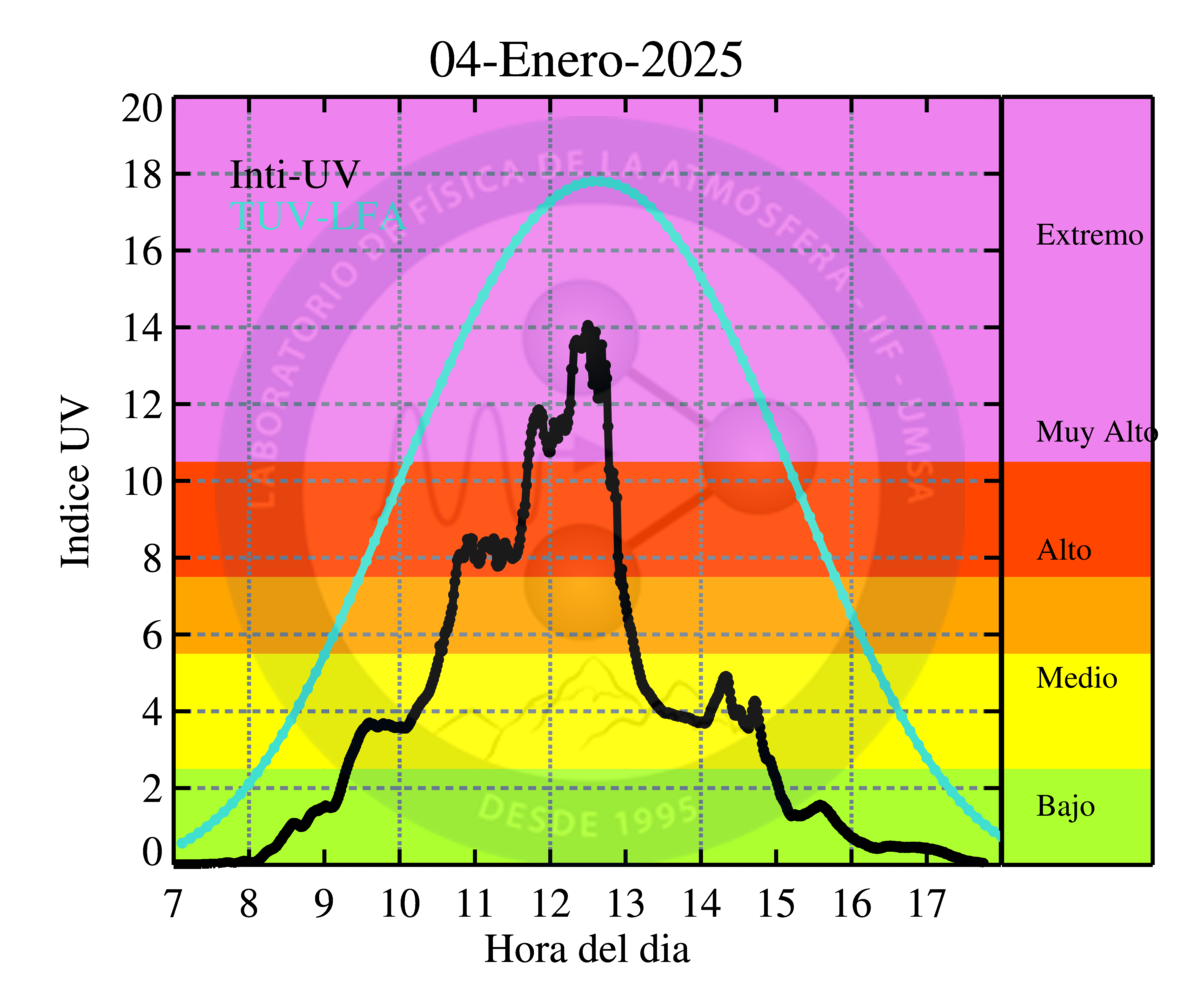 04-Enero-2025
Indice UV
20
18
16
14
12
10
8
6
4
2
0
Inti-UV
TUV-LFA
LABORATORIO DE FÍSICA DE LA ATMÓSFERA - IIF - UMSA
DESDE 1995
Extremo
Muy Alto
Alto
Medio
Bajo
7 8 9 10 11 12 13 14 15 16 17
Hora del dia